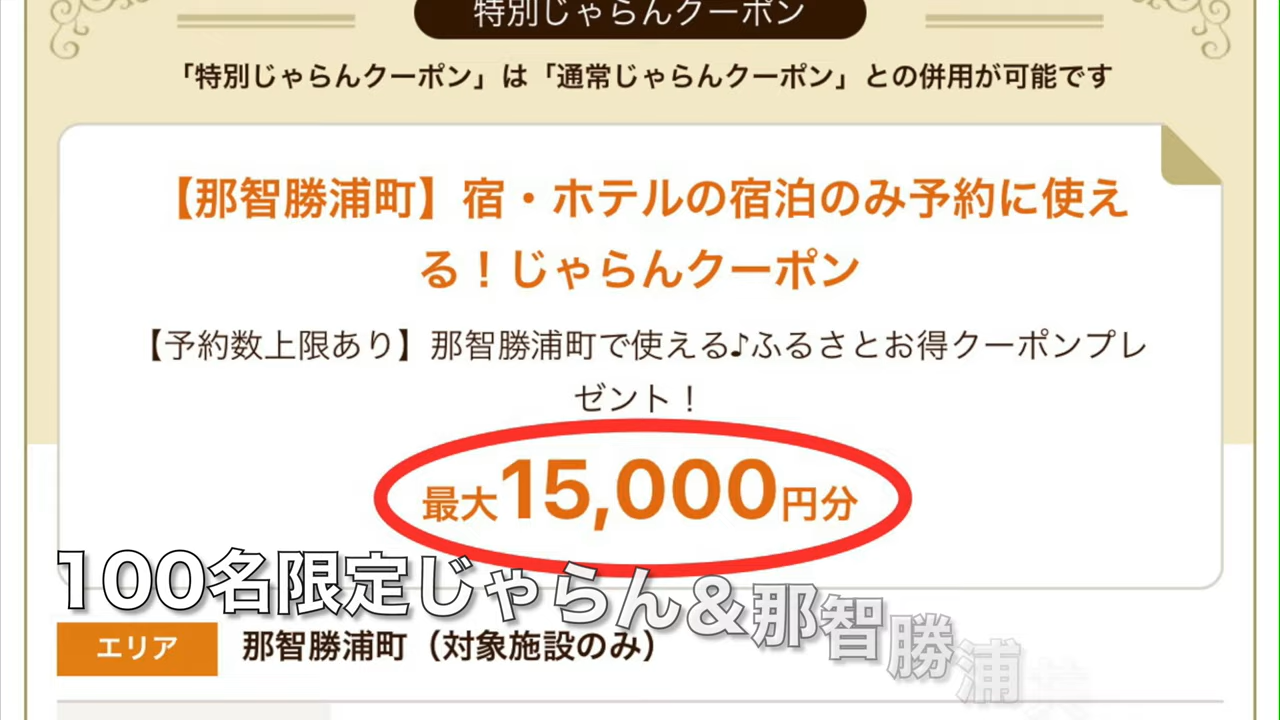 特別じゃらんクーポン
「特別じゃらんクーポン」は「通常じゃらんクーポン」との併用が可能です
【那智勝浦町】宿・ホテルの宿泊のみ予約に使え
る！じゃらんクーポン
【予約数上限あり】那智勝浦町で使える♪ふるさとお得クーポンプレ
ゼント！
最大15,000円分
100名限定じゃらん＆那智勝浦
エリア
那智勝浦町（対象施設のみ）